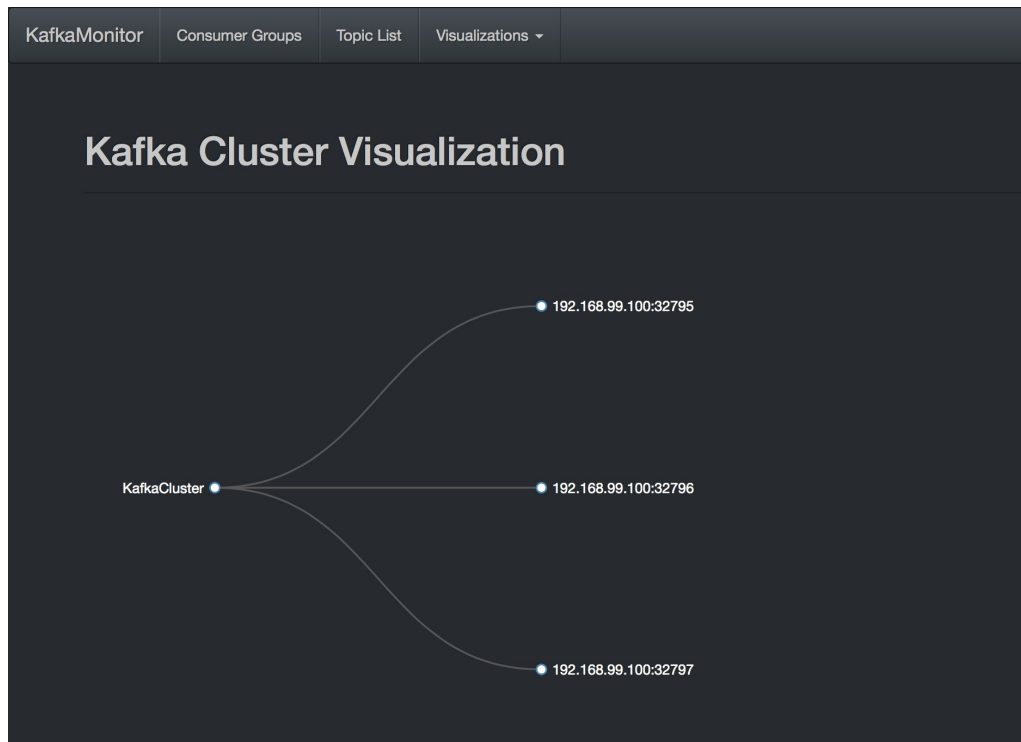 KafkaMonitor Consumer Groups Topic List Visualizations
Kafka Cluster Visualization
192.168.99.100:32795
KafkaCluster 192.168.99.100:32796
192.168.99.100:32797